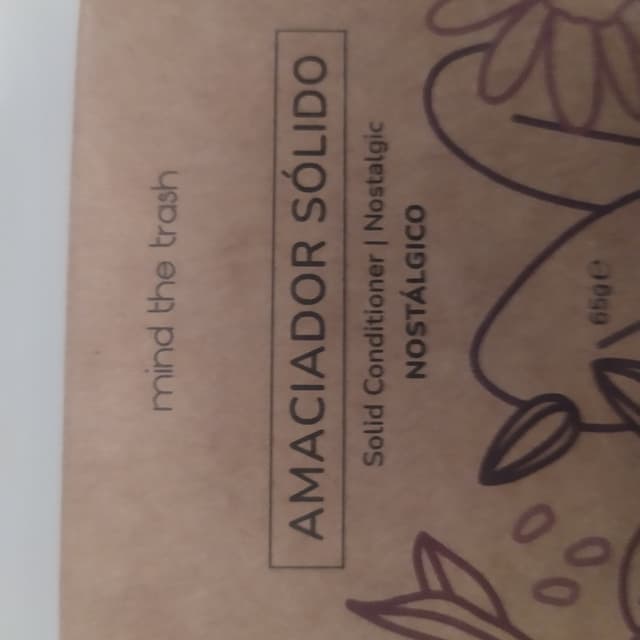 mind the trash
AMACIADOR SÓLIDO
Solid Conditioner | Nostalgic
NOSTÁLGICO
65g e